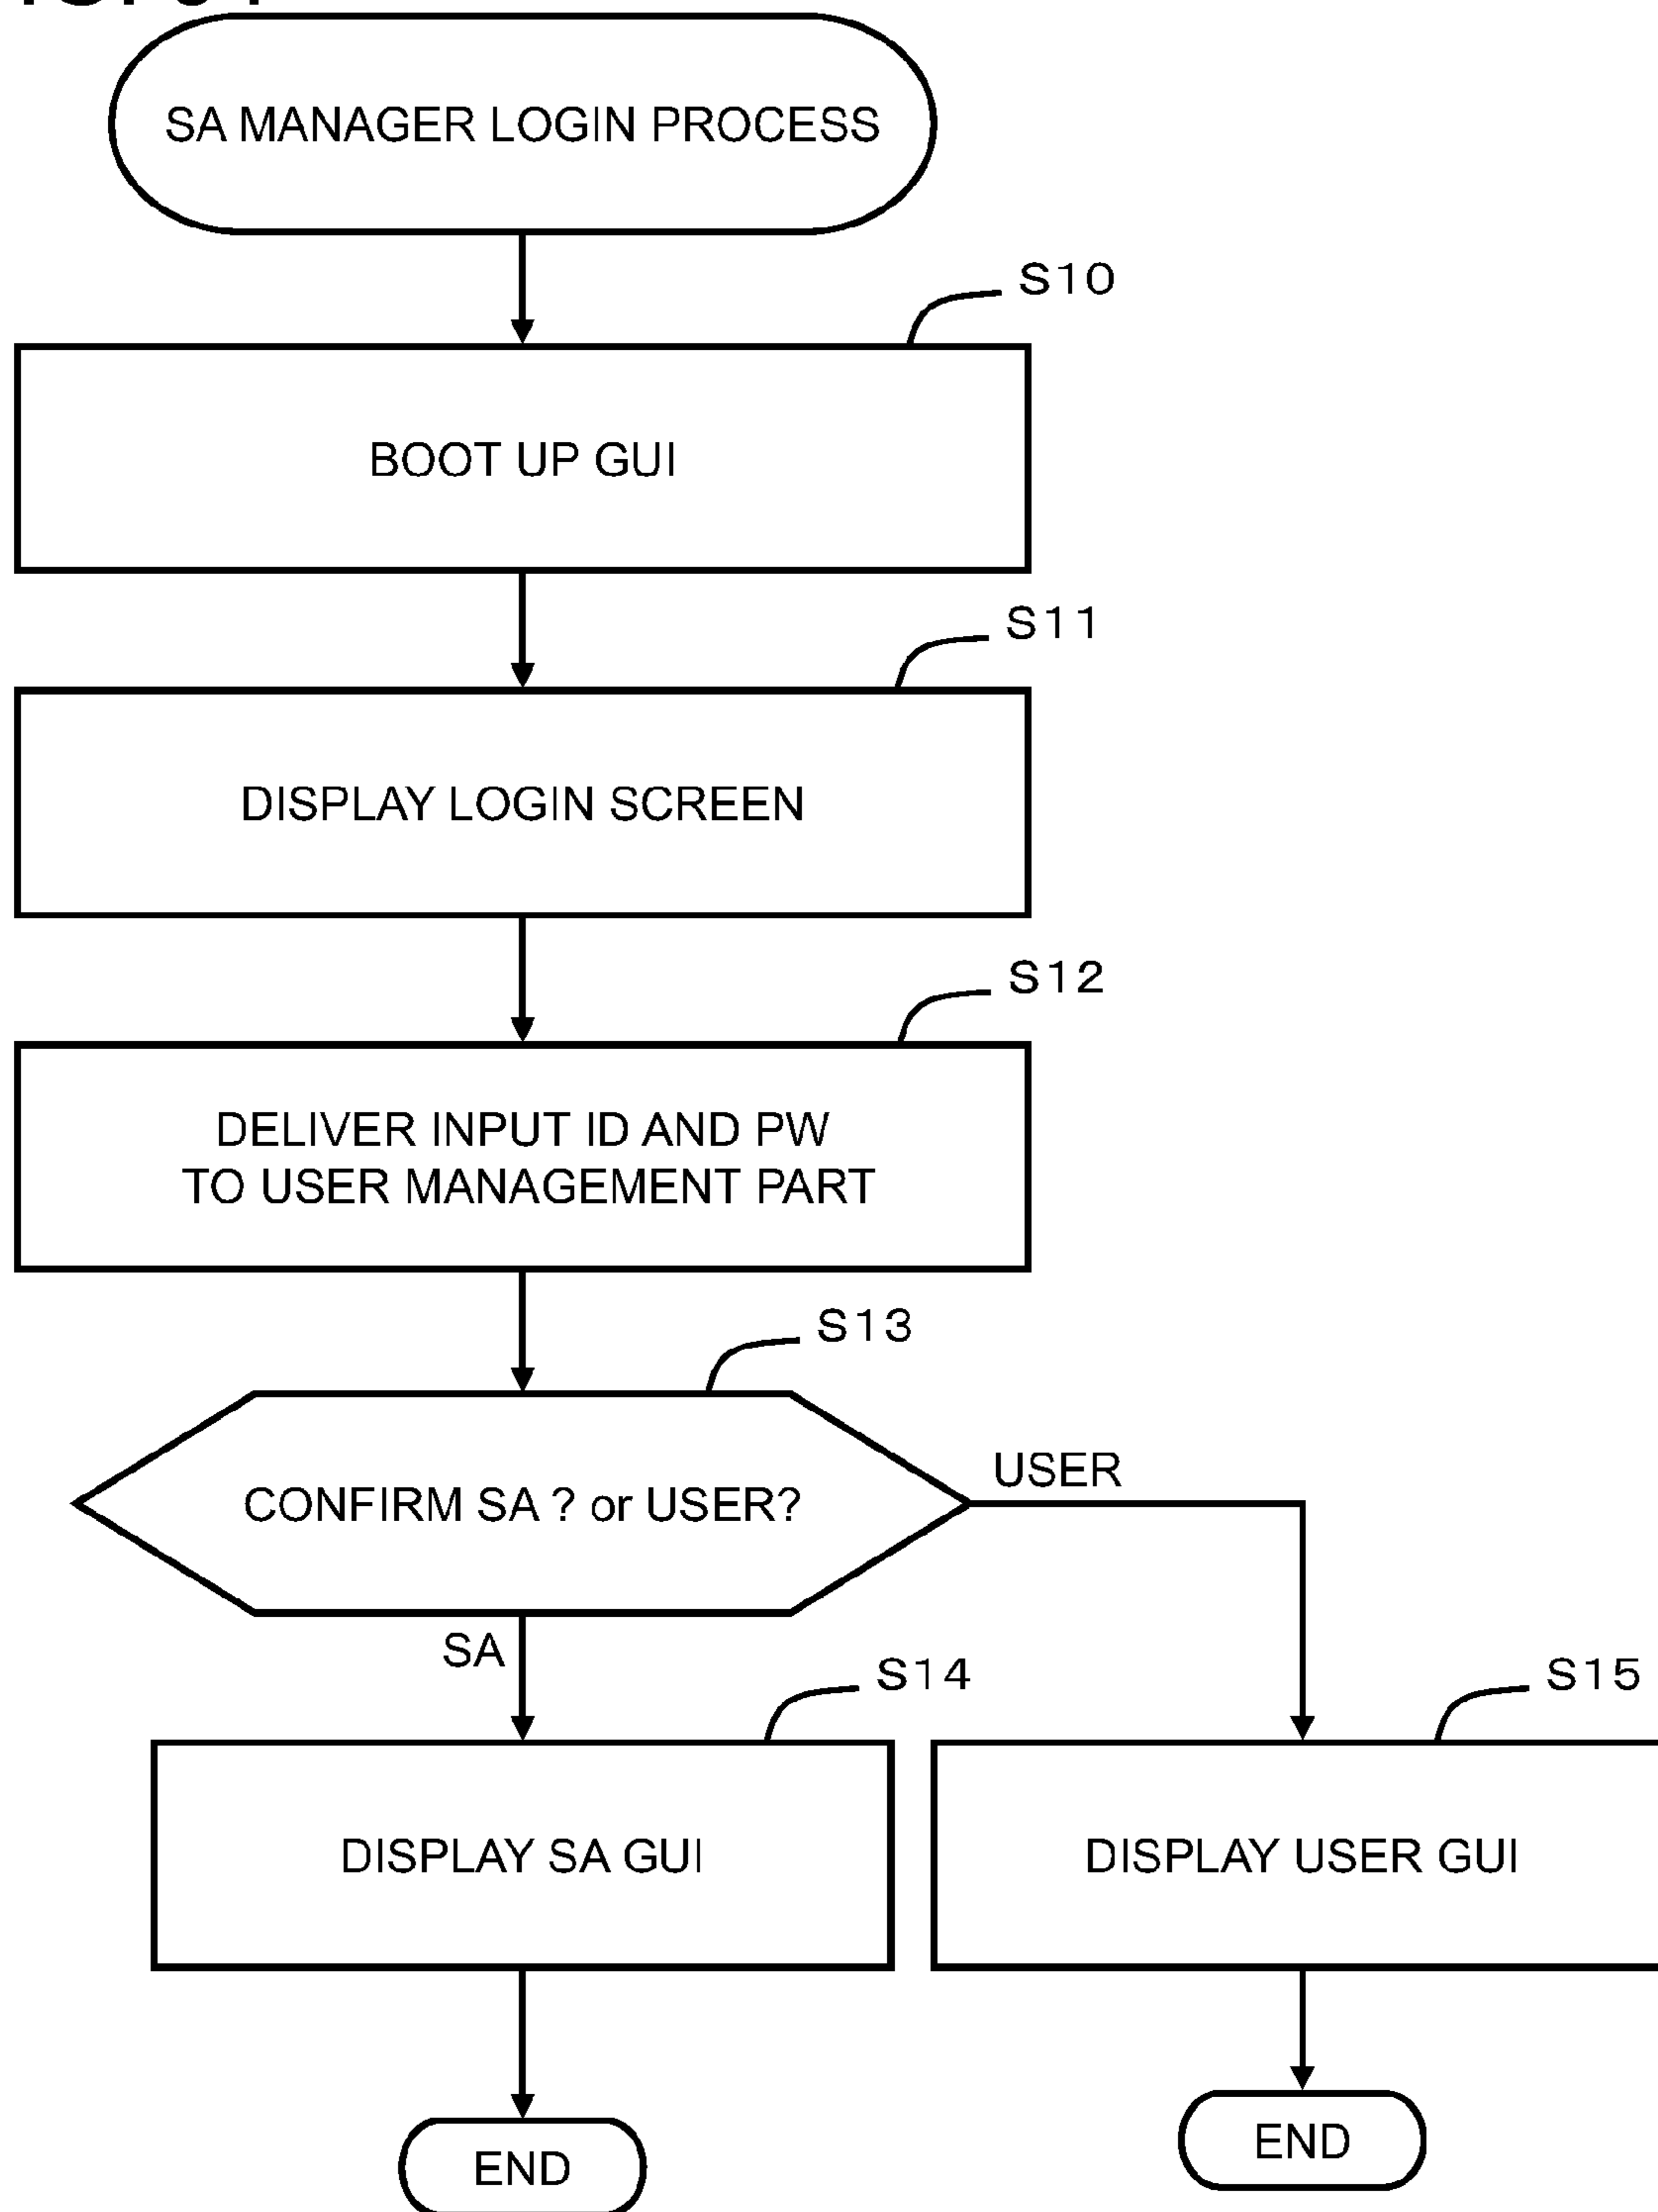 SA MANAGER LOGIN PROCESS
S10
BOOT UP GUI
S11
DISPLAY LOGIN SCREEN
S12
DELIVER INPUT ID AND PW
TO USER MANAGEMENT PART
S13
CONFIRM SA ? or USER?
USER
SA
S14
S15
DISPLAY SA GUI
DISPLAY USER GUI
END
END